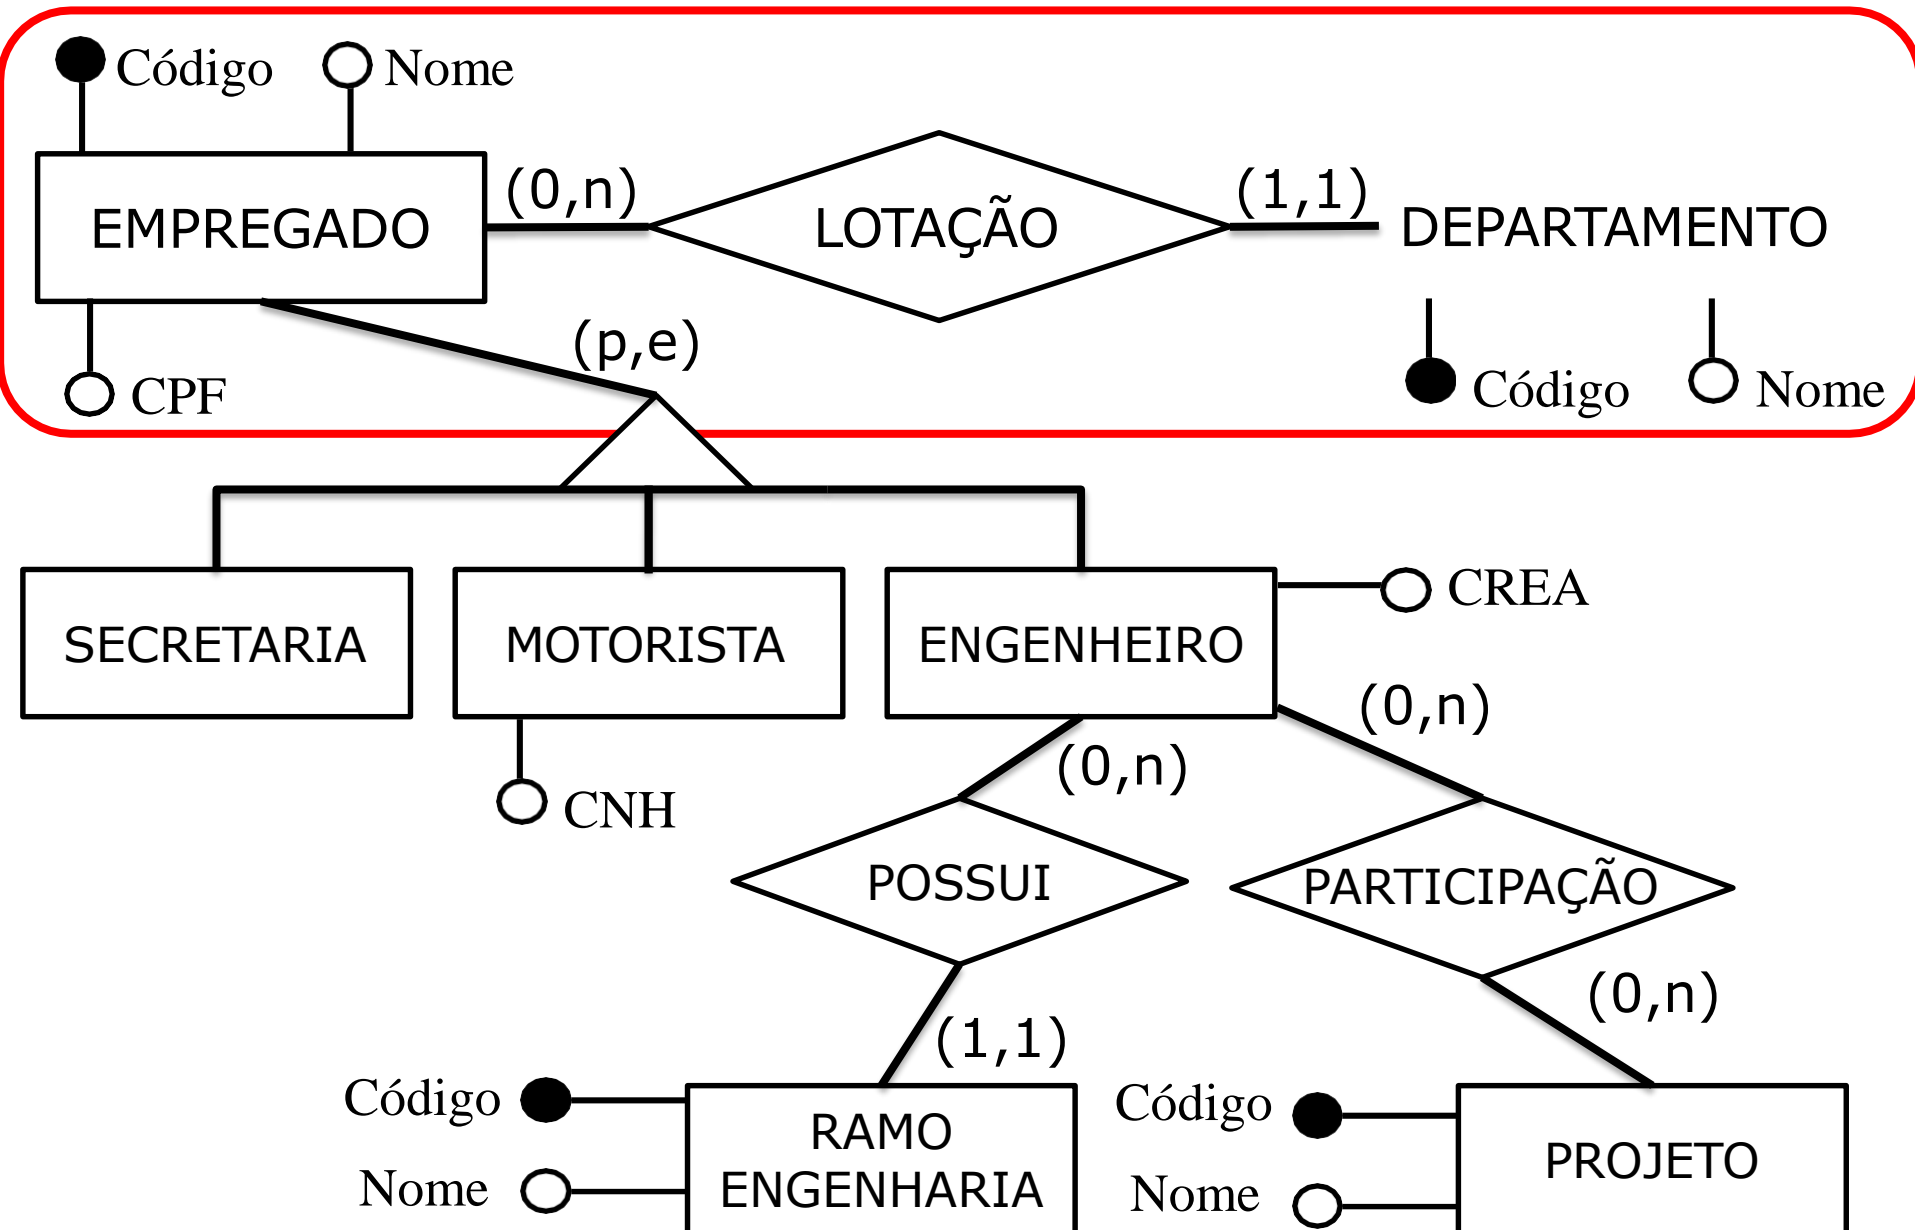 Código Nome
(0,n) (1,1)
EMPREGADO LOTAÇÃO DEPARTAMENTO
(p,e)
CPF Código Nome
CREA
SECRETARIA MOTORISTA ENGENHEIRO
(0,n)
(0,n)
CNH
POSSUI PARTICIPAÇÃO
(0,n)
(1,1)
Código Código
RAMO
PROJETO
Nome ENGENHARIA Nome